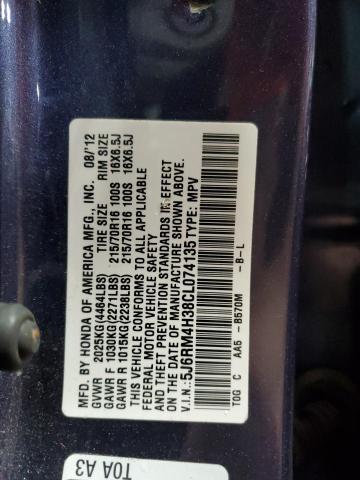 MFD. BY HONDA OF AMERICA MFG., INC. 08/'12
GVWR 2025KG(4464LBS) TIRE SIZE RIM SIZE
GAWR F 1030KG(2271LBS) 215/70R16 100S 16X6.5J
GAWR R 1015KG(2238LBS) 215/70R16 100S 16X6.5J
THIS VEHICLE CONFORMS TO ALL APPLICABLE
FEDERAL MOTOR VEHICLE SAFETY
AND THEFT PREVENTION STANDARDS IN EFFECT
ON THE DATE OF MANUFACTURE SHOWN ABOVE.
V.I.N.: 5J6RM4H38CL074135 TYPE: MPV
T0G C AA5 -B570M -B-L
T0A A3